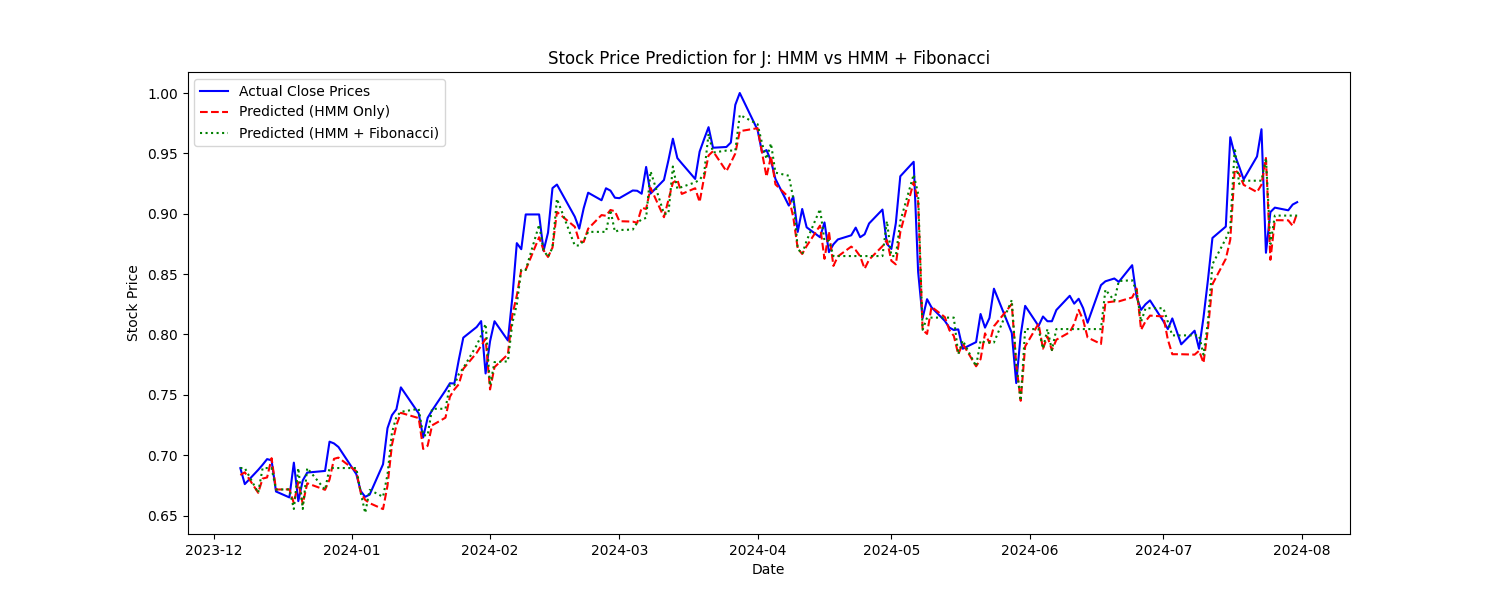 Stock Price Prediction for J: HMM vs HMM + Fibonacci
Actual Close Prices
Predicted (HMM Only)
Predicted (HMM + Fibonacci)
Stock Price
1.00
0.95
0.90
0.85
0.80
0.75
0.70
0.65
2023-12
2024-01
2024-02
2024-03
2024-04
2024-05
2024-06
2024-07
2024-08
Date